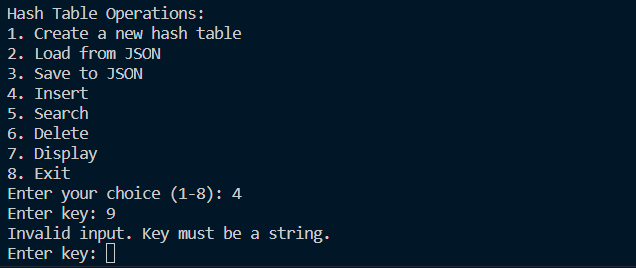 Hash Table Operations:
1. Create a new hash table
2. Load from JSON
3. Save to JSON
4. Insert
5. Search
6. Delete
7. Display
8. Exit
Enter your choice (1-8): 4
Enter key: 9
Invalid input. Key must be a string.
Enter key: